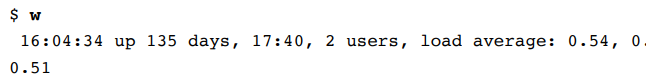 $ w
16:04:34 up 135 days, 17:40, 2 users, load average: 0.54, 0.
0.51